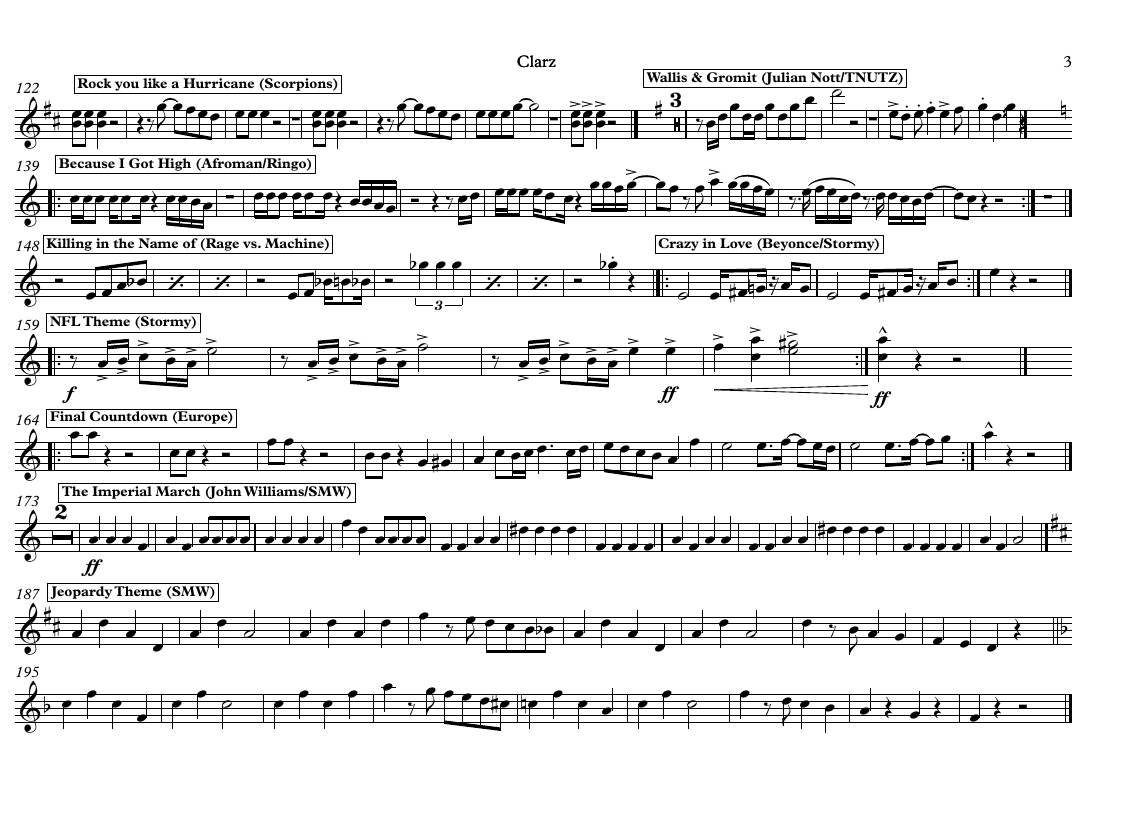 Clarz
3
122
Rock you like a Hurricane (Scorpions)
Wallis & Gromit (Julian Nott/TNUTZ)
3
139
Because I Got High (Afroman/Ringo)
148
Killing in the Name of (Rage vs. Machine)
Crazy in Love (Beyonce/Stormy)
3
159
NFL Theme (Stormy)
f
ff
ff
164
Final Countdown (Europe)
173
The Imperial March (John Williams/SMW)
2
ff
187
Jeopardy Theme (SMW)
195